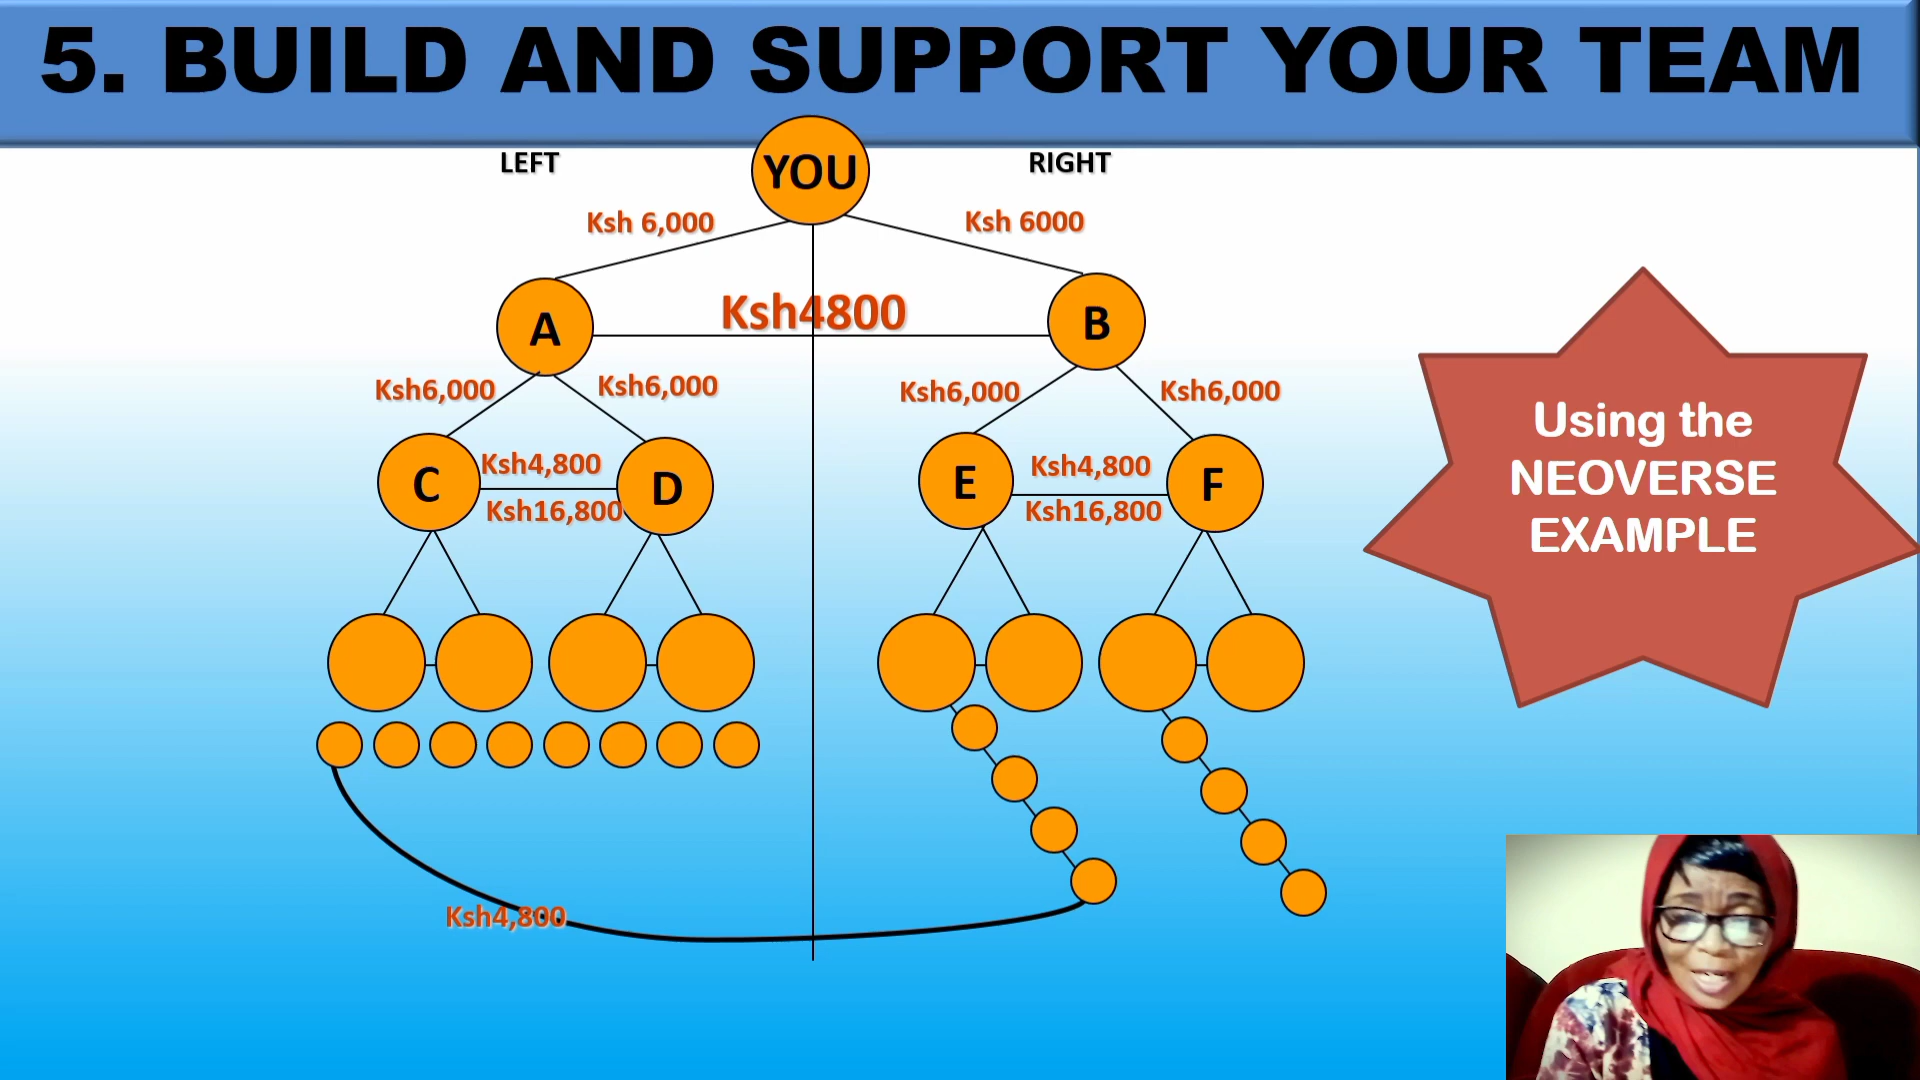 5. BUILD AND SUPPORT YOUR TEAM
LEFT
YOU
RIGHT
Ksh 6,000
Ksh 6000
A
Ksh4800
B
Ksh6,000
Ksh6,000
Ksh6,000
Ksh6,000
C
Ksh4,800
Ksh16,800
D
E
Ksh4,800
Ksh16,800
F
Ksh4,800
Using the
NEOVERSE
EXAMPLE